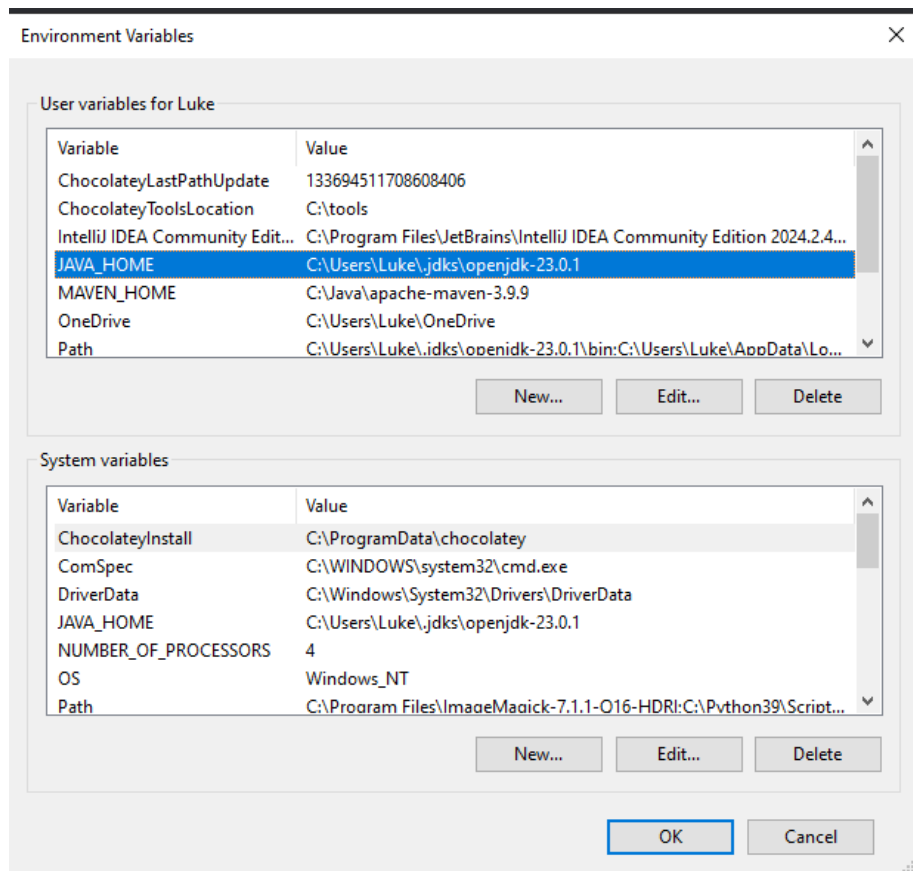 Environment Variables
User variables for Luke
Variable Value
ChocolateyLastPathUpdate 133694511708608406
ChocolateyToolsLocation C:\tools
IntelliJ IDEA Community Edit... C:\Program Files\JetBrains\IntelliJ IDEA Community Edition 2024.2.4...
JAVA_HOME C:\Users\Luke\.jdks\openjdk-23.0.1
MAVEN_HOME C:\Java\apache-maven-3.9.9
OneDrive C:\Users\Luke\OneDrive
Path C:\Users\Luke\.jdks\openjdk-23.0.1\bin;C:\Users\Luke\AppData\Lo...
New... Edit... Delete
System variables
Variable Value
ChocolateyInstall C:\ProgramData\chocolatey
ComSpec C:\WINDOWS\system32\cmd.exe
DriverData C:\Windows\System32\Drivers\DriverData
JAVA_HOME C:\Users\Luke\.jdks\openjdk-23.0.1
NUMBER_OF_PROCESSORS 4
OS Windows_NT
Path C:\Program Files\ImageMagick-7.1.1-Q16-HDRI;C:\Python39\Script...
New... Edit... Delete
OK Cancel